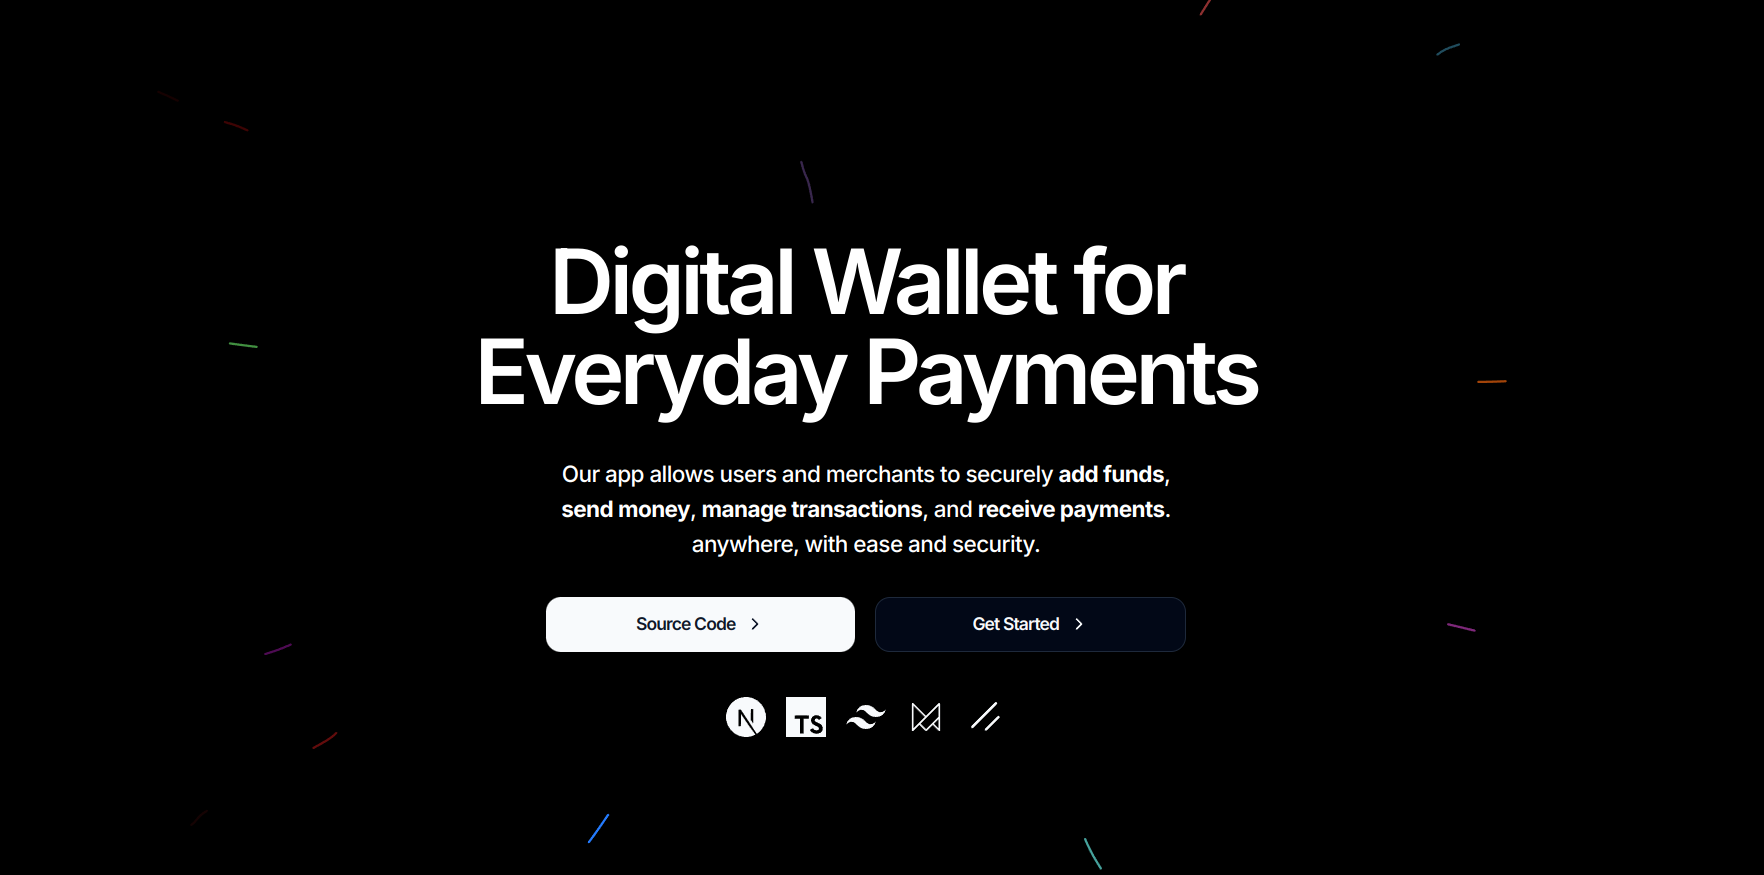 Digital Wallet for
Everyday Payments
Our app allows users and merchants to securely add funds,
send money, manage transactions, and receive payments.
anywhere, with ease and security.
Source Code
Get Started
N
TS